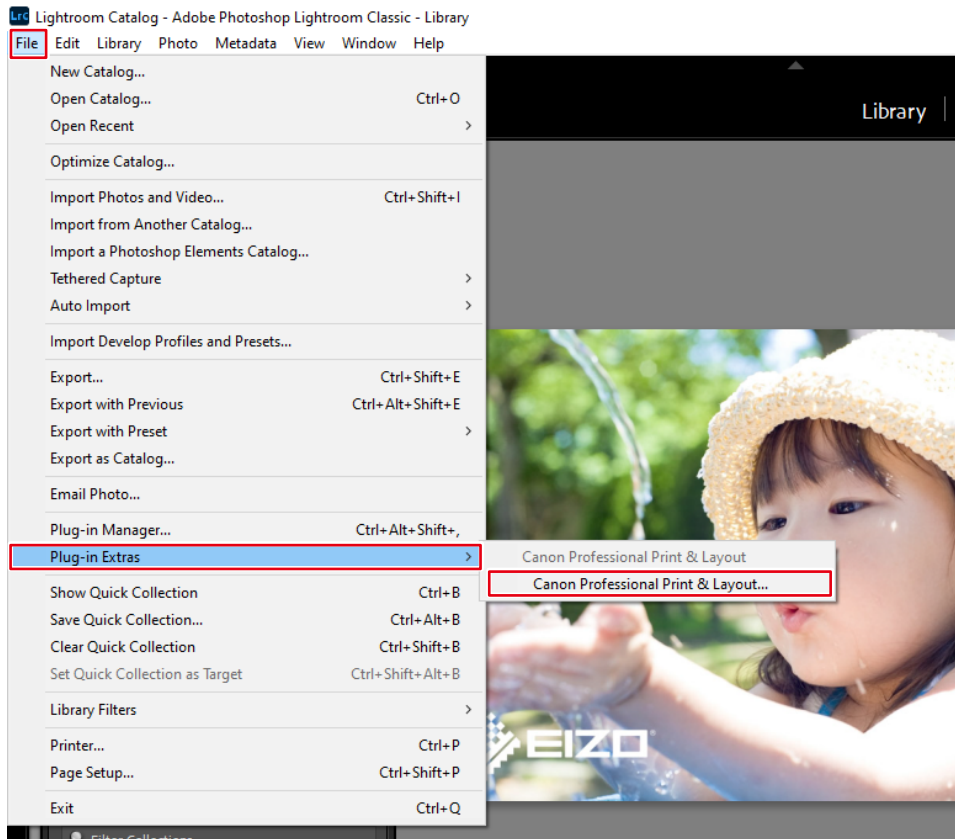 Lrc Lightroom Catalog - Adobe Photoshop Lightroom Classic - Library
File Edit Library Photo Metadata View Window Help
New Catalog...
Open Catalog... Ctrl+O
Open Recent >
Library
Optimize Catalog...
Import Photos and Video... Ctrl+Shift+I
Import from Another Catalog...
Import a Photoshop Elements Catalog...
Tethered Capture >
Auto Import >
Import Develop Profiles and Presets...
Export... Ctrl+Shift+E
Export with Previous Ctrl+Alt+Shift+E
Export with Preset >
Export as Catalog...
Email Photo...
Plug-in Manager... Ctrl+Alt+Shift+,
Plug-in Extras >
Canon Professional Print & Layout
Canon Professional Print & Layout...
Show Quick Collection Ctrl+B
Save Quick Collection... Ctrl+Alt+B
Clear Quick Collection Ctrl+Shift+B
Set Quick Collection as Target Ctrl+Shift+Alt+B
Library Filters >
EIZO
Printer... Ctrl+P
Page Setup... Ctrl+Shift+P
Exit Ctrl+Q
Filter Collections